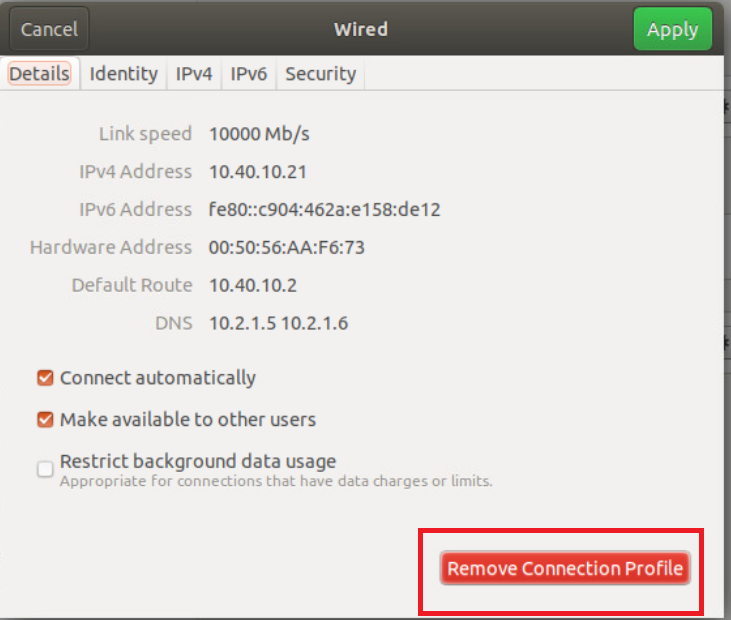 Cancel Wired Apply
Details Identity IPv4 IPv6 Security
Link speed 10000 Mb/s
IPv4 Address 10.40.10.21
IPv6 Address fe80::c904:462a:e158:de12
Hardware Address 00:50:56:AA:F6:73
Default Route 10.40.10.2
DNS 10.2.1.5 10.2.1.6
Connect automatically
Make available to other users
Restrict background data usage
Appropriate for connections that have data charges or limits.
Remove Connection Profile